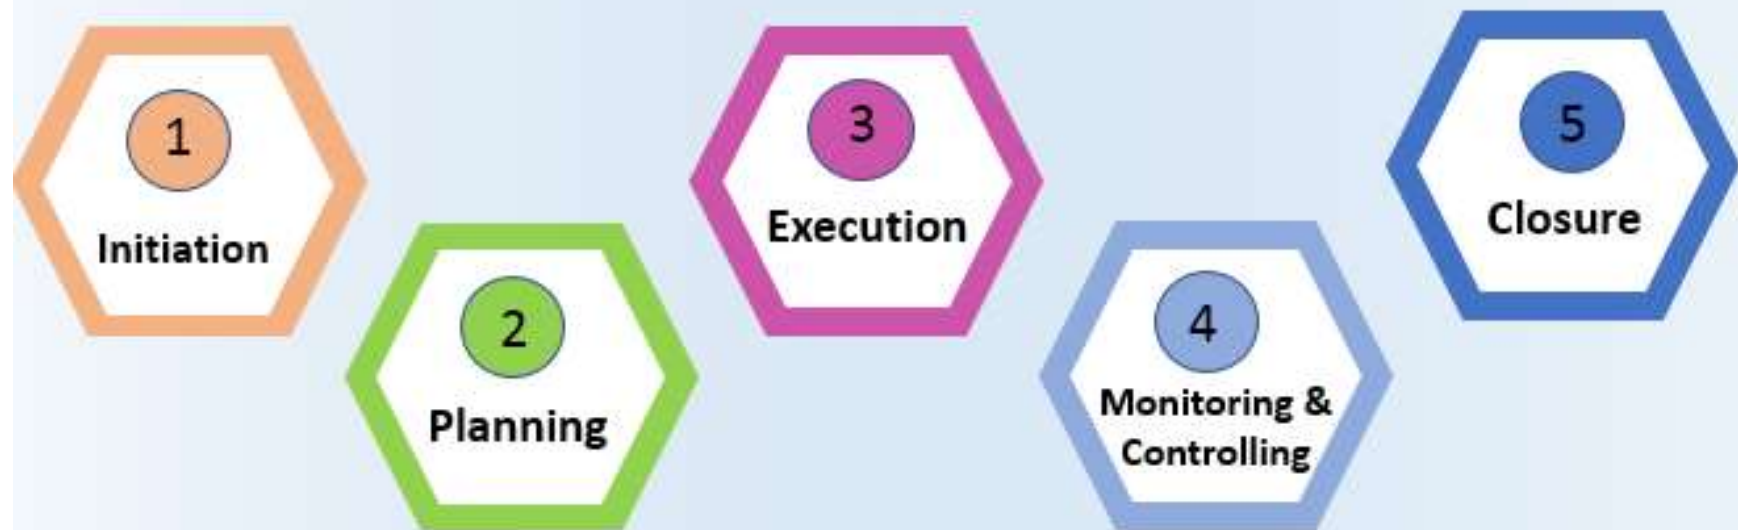 1
Initiation
2
Planning
3
Execution
4
Monitoring &
Controlling
5
Closure